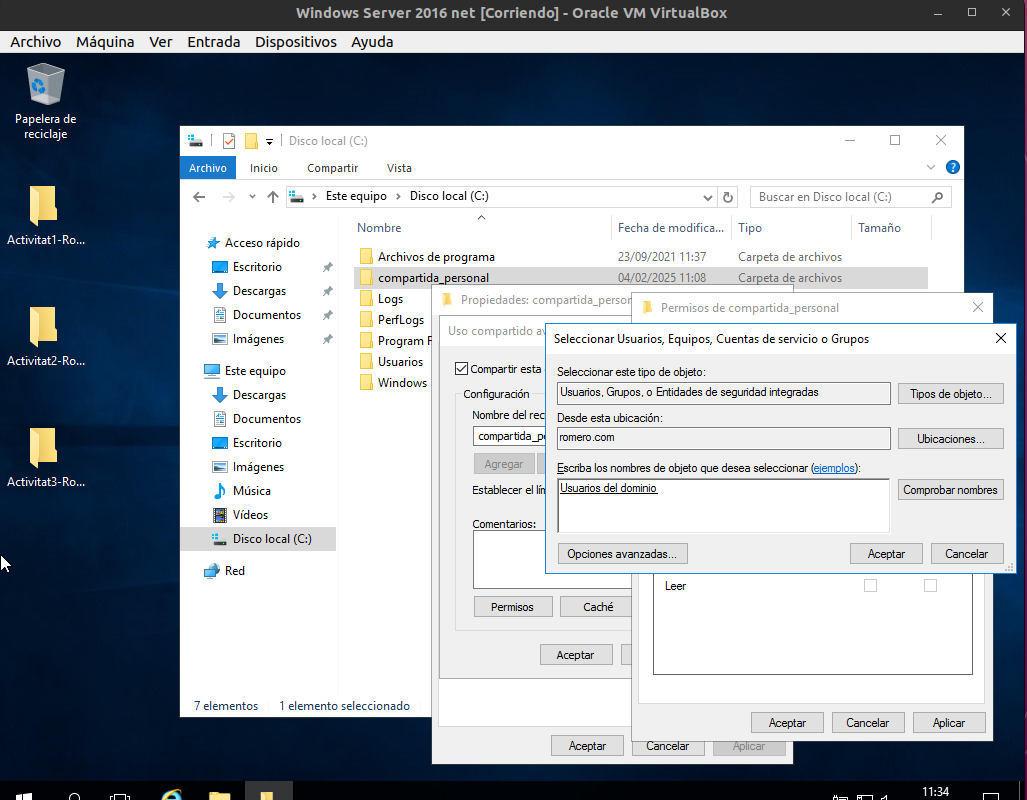 Windows Server 2016 net [Corriendo] - Oracle VM VirtualBox
Archivo Máquina Ver Entrada Dispositivos Ayuda
Papelera de
reciclaje
Activitat1-Ro...
Activitat2-Ro...
Activitat3-Ro...
Disco local (C:)
Archivo Inicio Compartir Vista
Este equipo > Disco local (C:)
Buscar en Disco local (C:)
Acceso rápido
Escritorio
Descargas
Documentos
Imágenes
Este equipo
Descargas
Documentos
Escritorio
Imágenes
Música
Vídeos
Disco local (C:)
Red
Nombre Fecha de modifica... Tipo Tamaño
Archivos de programa 23/09/2021 11:37 Carpeta de archivos
compartida_personal 04/02/2025 11:08 Carpeta de archivos
Logs
PerfLogs
Program F
Usuarios
Windows
7 elementos 1 elemento seleccionado
Propiedades: compartida_person
Uso compartido av
Compartir esta
Configuración
Nombre del rec
compartida_pe
Agregar
Establecer el lím
Comentarios:
Permisos Caché
Aceptar
Aceptar Cancelar Aplicar
Permisos de compartida_personal
Leer
Aceptar Cancelar Aplicar
Seleccionar Usuarios, Equipos, Cuentas de servicio o Grupos
Seleccionar este tipo de objeto:
Usuarios, Grupos, o Entidades de seguridad integradas
Tipos de objeto...
Desde esta ubicación:
romero.com
Ubicaciones...
Escriba los nombres de objeto que desea seleccionar (ejemplos):
Usuarios del dominio
Comprobar nombres
Opciones avanzadas... Aceptar Cancelar
11:34